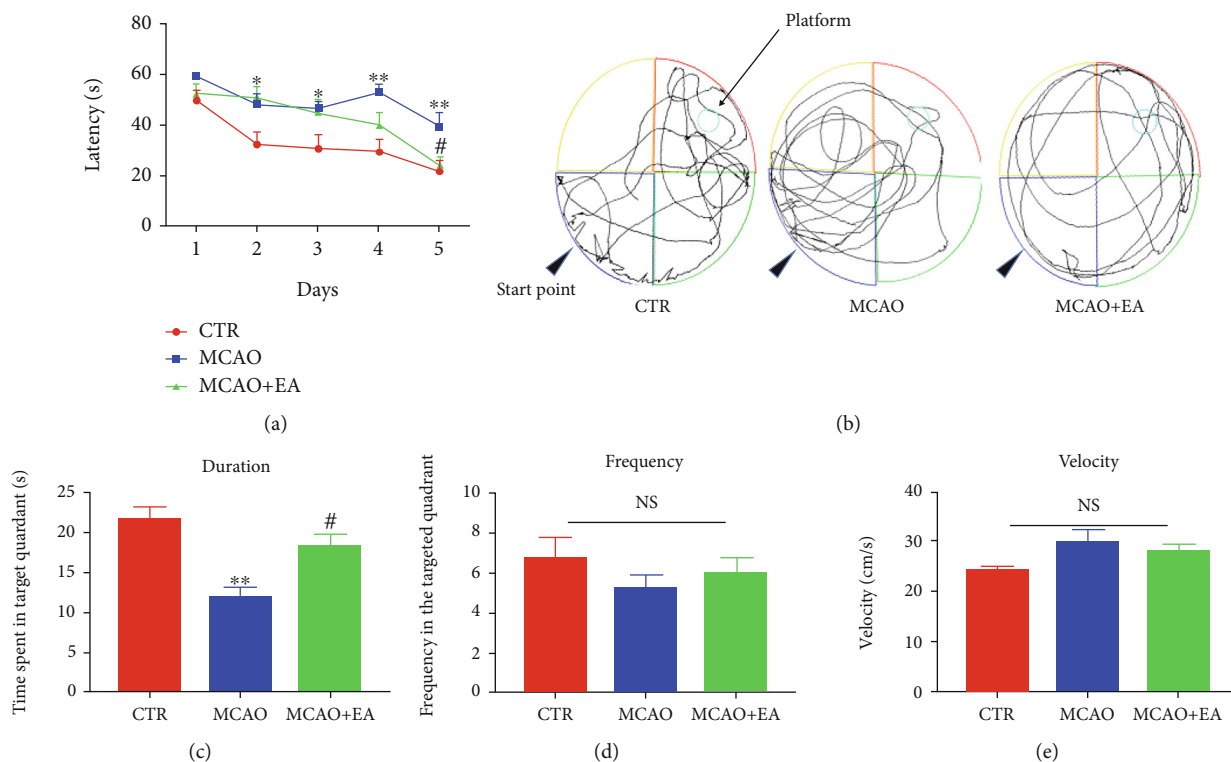 80
60
40
20
0
Latency (s)
*
*
**
**
#
1 2 3 4 5
Days
CTR
MCAO
MCAO+EA
(a)
Platform
Start point
CTR
MCAO
MCAO+EA
(b)
Duration
Time spent in target quardant (s)
25
20
15
10
5
0
**
#
CTR MCAO MCAO+EA
(c)
Frequency
Frequency in the targeted quadrant
10
8
6
4
2
0
NS
CTR MCAO MCAO+EA
(d)
Velocity
Velocity (cm/s)
40
30
20
10
0
NS
CTR MCAO MCAO+EA
(e)